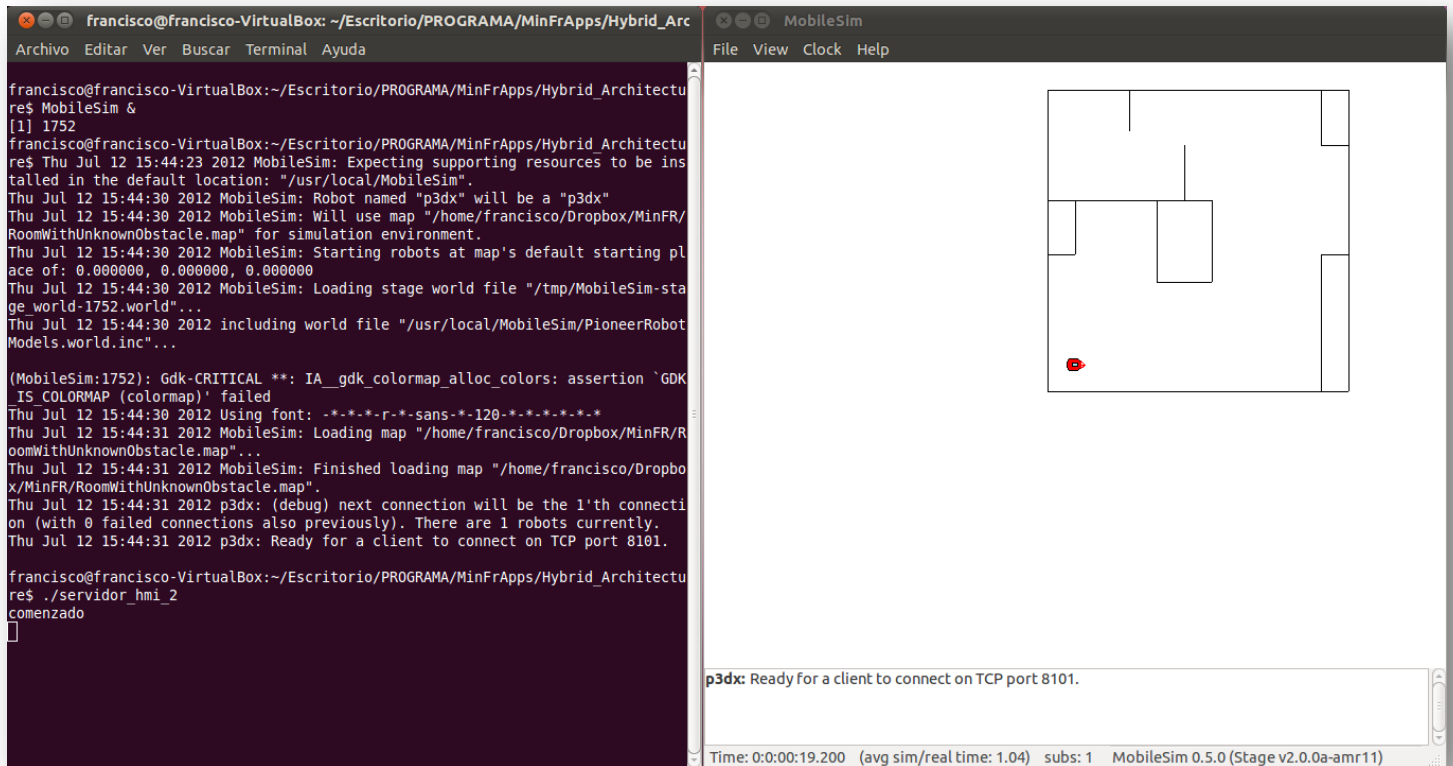 francisco@francisco-VirtualBox: ~/Escritorio/PROGRAMA/MinFrApps/Hybrid_Arc
Archivo Editar Ver Buscar Terminal Ayuda
francisco@francisco-VirtualBox:~/Escritorio/PROGRAMA/MinFrApps/Hybrid_Architectu
re$ MobileSim &
[1] 1752
francisco@francisco-VirtualBox:~/Escritorio/PROGRAMA/MinFrApps/Hybrid_Architectu
re$ Thu Jul 12 15:44:23 2012 MobileSim: Expecting supporting resources to be ins
talled in the default location: "/usr/local/MobileSim".
Thu Jul 12 15:44:30 2012 MobileSim: Robot named "p3dx" will be a "p3dx"
Thu Jul 12 15:44:30 2012 MobileSim: Will use map "/home/francisco/Dropbox/MinFR/
RoomWithUnknownObstacle.map" for simulation environment.
Thu Jul 12 15:44:30 2012 MobileSim: Starting robots at map's default starting pl
ace of: 0.000000, 0.000000, 0.000000
Thu Jul 12 15:44:30 2012 MobileSim: Loading stage world file "/tmp/MobileSim-sta
ge_world-1752.world"...
Thu Jul 12 15:44:30 2012 including world file "/usr/local/MobileSim/PioneerRobot
Models.world.inc"...
(MobileSim:1752): Gdk-CRITICAL **: IA__gdk_colormap_alloc_colors: assertion `GDK
_IS_COLORMAP (colormap)' failed
Thu Jul 12 15:44:30 2012 Using font: -*-*-*-r-*-sans-*-120-*-*-*-*-*-*
Thu Jul 12 15:44:31 2012 MobileSim: Loading map "/home/francisco/Dropbox/MinFR/R
oomWithUnknownObstacle.map"...
Thu Jul 12 15:44:31 2012 MobileSim: Finished loading map "/home/francisco/Dropbo
x/MinFR/RoomWithUnknownObstacle.map".
Thu Jul 12 15:44:31 2012 p3dx: (debug) next connection will be the 1'th connecti
on (with 0 failed connections also previously). There are 1 robots currently.
Thu Jul 12 15:44:31 2012 p3dx: Ready for a client to connect on TCP port 8101.
francisco@francisco-VirtualBox:~/Escritorio/PROGRAMA/MinFrApps/Hybrid_Architectu
re$ ./servidor_hmi_2
comenzado
MobileSim
File View Clock Help
p3dx: Ready for a client to connect on TCP port 8101.
Time: 0:0:00:19.200 (avg sim/real time: 1.04) subs: 1 MobileSim 0.5.0 (Stage v2.0.0a-amr11)